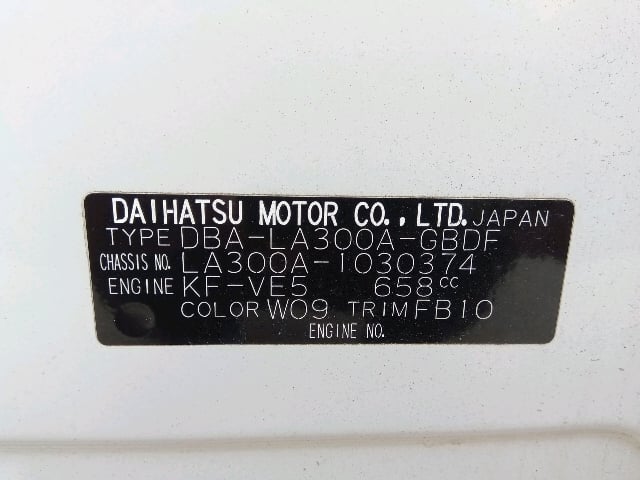 DAIHATSU MOTOR CO., LTD. JAPAN
TYPE DBA-LA300A-GBDF
CHASSIS NO. LA300A-1030374
ENGINE KF-VE5 658cc
COLOR W09 TRIM FB10
ENGINE NO.